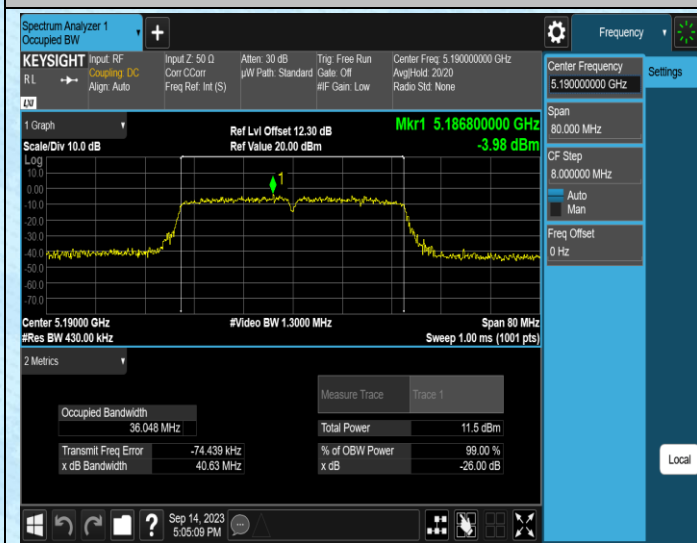 Spectrum Analyzer 1
Occupied BW
Frequency
KEYSIGHT
R L
LXI
Input: RF
Coupling: DC
Align: Auto
Input Z: 50 Ω
Corr CCorr
Freq Ref: Int (S)
Atten: 30 dB
µW Path: Standard
Trig: Free Run
Gate: Off
#IF Gain: Low
Center Freq: 5.190000000 GHz
Avg|Hold: 20/20
Radio Std: None
Center Frequency
5.190000000 GHz
Settings
Span
80.000 MHz
CF Step
8.000000 MHz
Auto
Man
Freq Offset
0 Hz
Local
1 Graph
Scale/Div 10.0 dB
Ref Lvl Offset 12.30 dB
Ref Value 20.00 dBm
Mkr1 5.186800000 GHz
-3.98 dBm
Log
10.0
0.00
-10.0
-20.0
-30.0
-40.0
-50.0
-60.0
-70.0
1
Center 5.19000 GHz
#Res BW 430.00 kHz
#Video BW 1.3000 MHz
Span 80 MHz
Sweep 1.00 ms (1001 pts)
2 Metrics
Measure Trace Trace 1
Occupied Bandwidth
36.048 MHz
Total Power 11.5 dBm
Transmit Freq Error -74.439 kHz
% of OBW Power 99.00 %
x dB Bandwidth 40.63 MHz
x dB -26.00 dB
?
Sep 14, 2023
5:05:09 PM